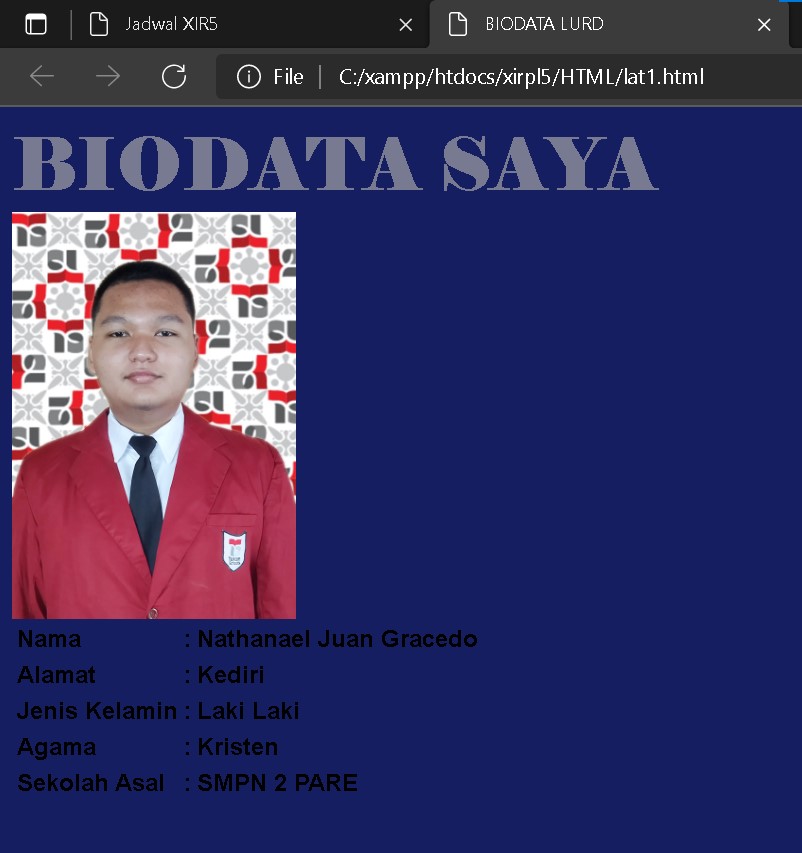 Jadwal XIR5
BIODATA LURD
File
C:/xampp/htdocs/xirpl5/HTML/lat1.html
BIODATA SAYA
Nama : Nathanael Juan Gracedo
Alamat : Kediri
Jenis Kelamin : Laki Laki
Agama : Kristen
Sekolah Asal : SMPN 2 PARE